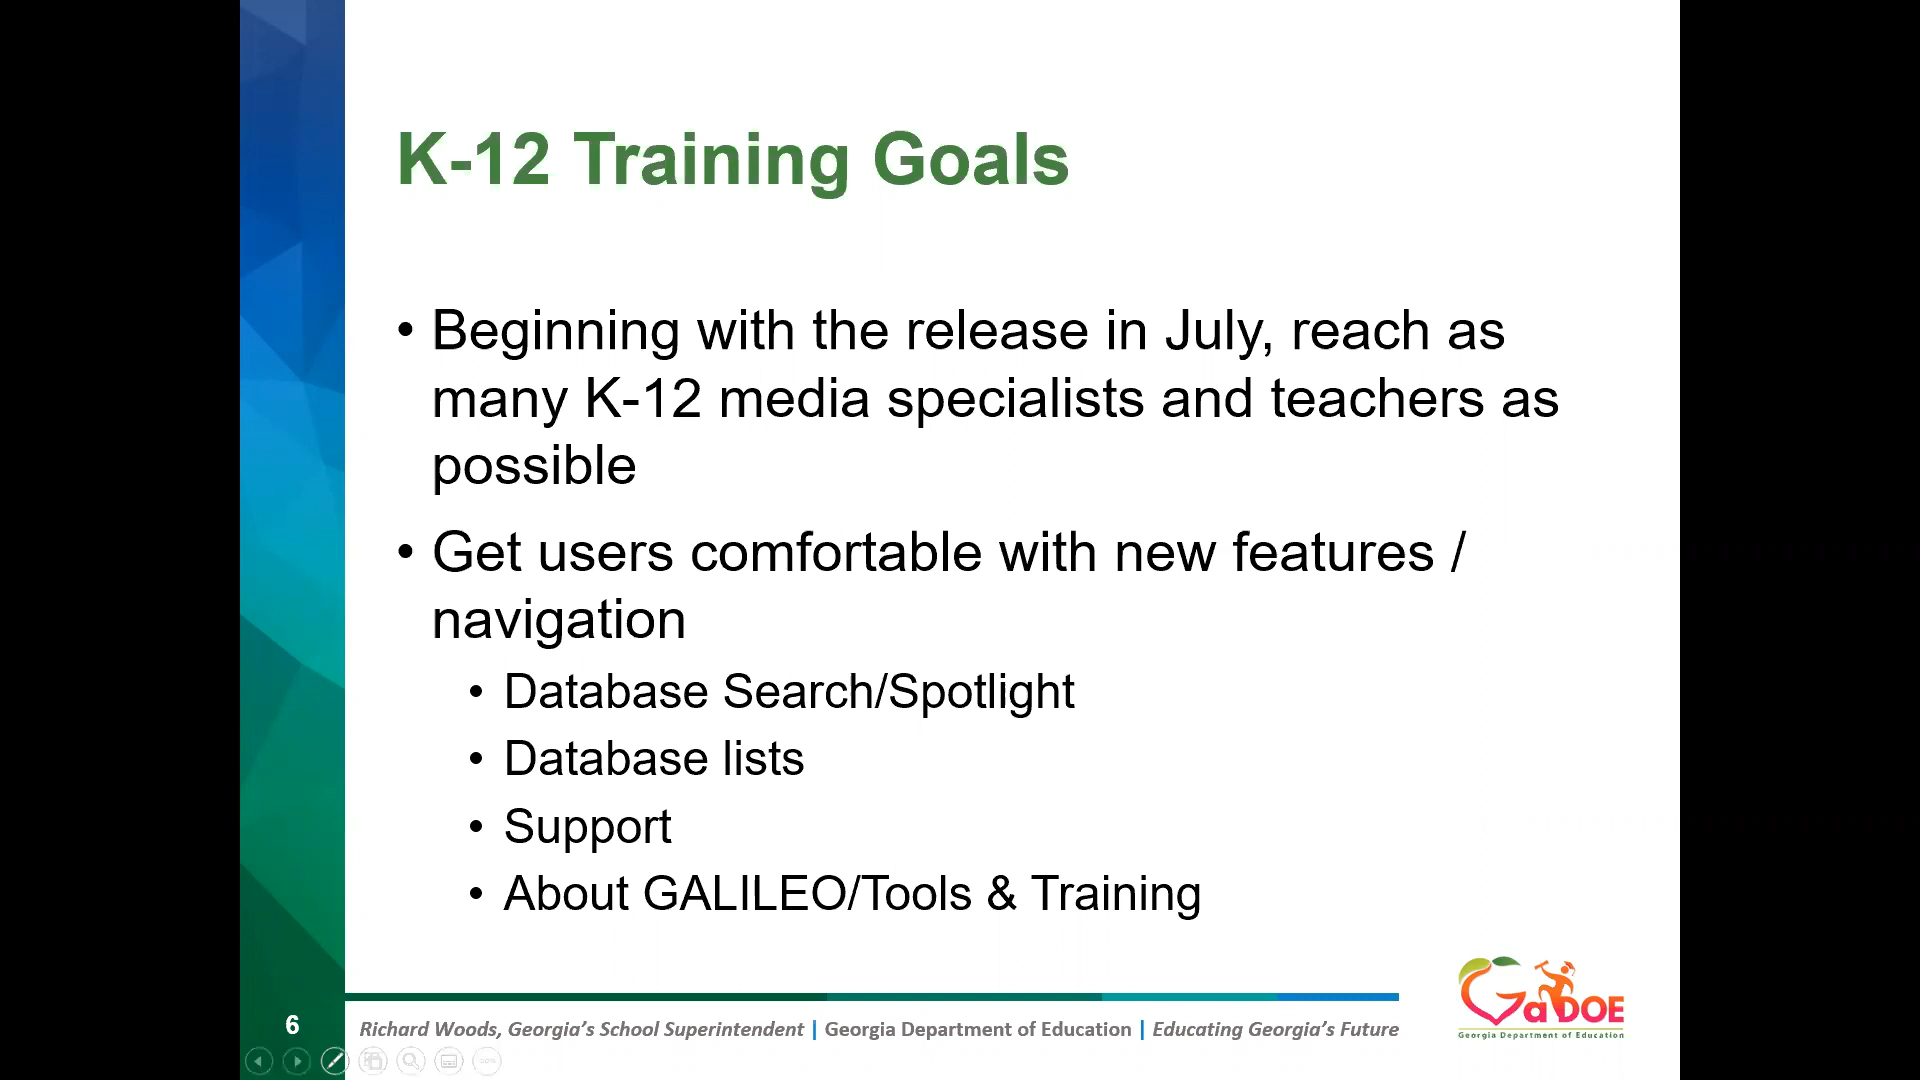 K-12 Training Goals
• Beginning with the release in July, reach as
many K-12 media specialists and teachers as
possible
• Get users comfortable with new features /
navigation
• Database Search/Spotlight
• Database lists
• Support
• About GALILEO/Tools & Training
6
Richard Woods, Georgia’s School Superintendent | Georgia Department of Education | Educating Georgia’s Future
GaDOE
Georgia Department of Education